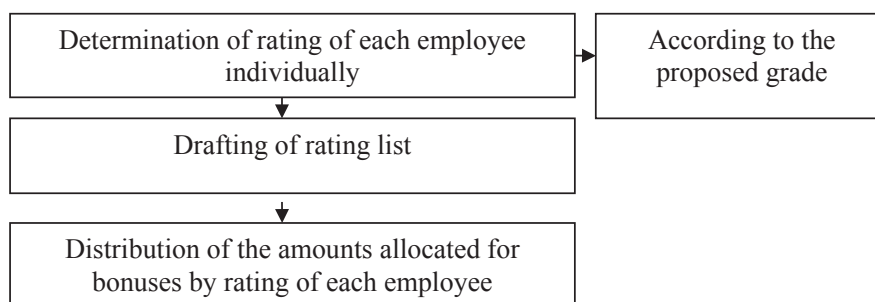 Determination of rating of each employee
individually
According to the
proposed grade
Drafting of rating list
Distribution of the amounts allocated for
bonuses by rating of each employee